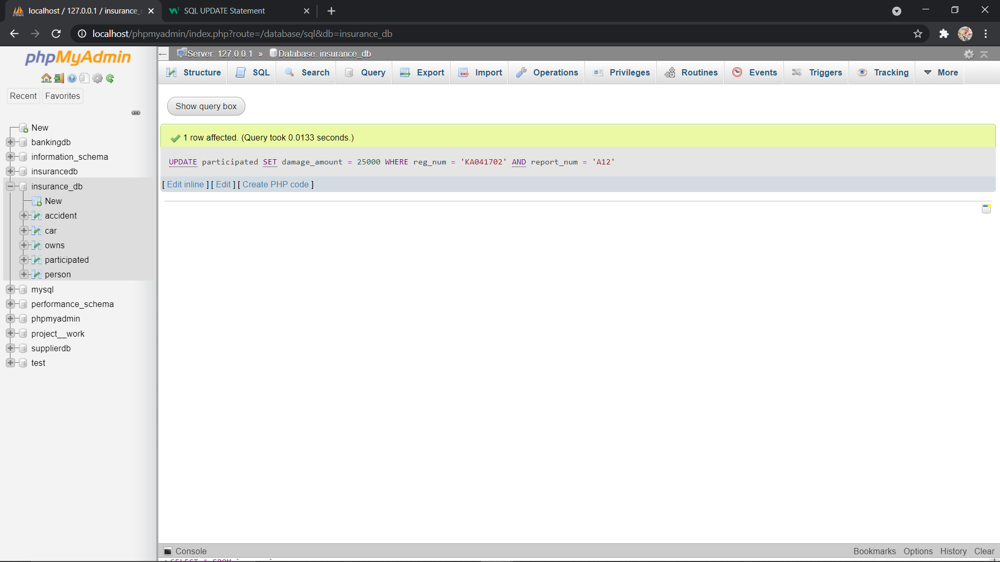 localhost / 127.0.0.1 / insurance_
SQL UPDATE Statement
localhost/phpmyadmin/index.php?route=/database/sql&db=insurance_db
phpMyAdmin
Recent
Favorites
New
bankingdb
information_schema
insurancedb
insurance_db
New
accident
car
owns
participated
person
mysql
performance_schema
phpmyadmin
project__work
supplierdb
test
Server: 127.0.0.1 » Database: insurance_db
Structure SQL Search Query Export Import Operations Privileges Routines Events Triggers Tracking More
Show query box
1 row affected. (Query took 0.0133 seconds.)
UPDATE participated SET damage_amount = 25000 WHERE reg_num = 'KA041702' AND report_num = 'A12'
[ Edit inline ] [ Edit ] [ Create PHP code ]
Console
Bookmarks Options History Clear
>SELECT * FROM